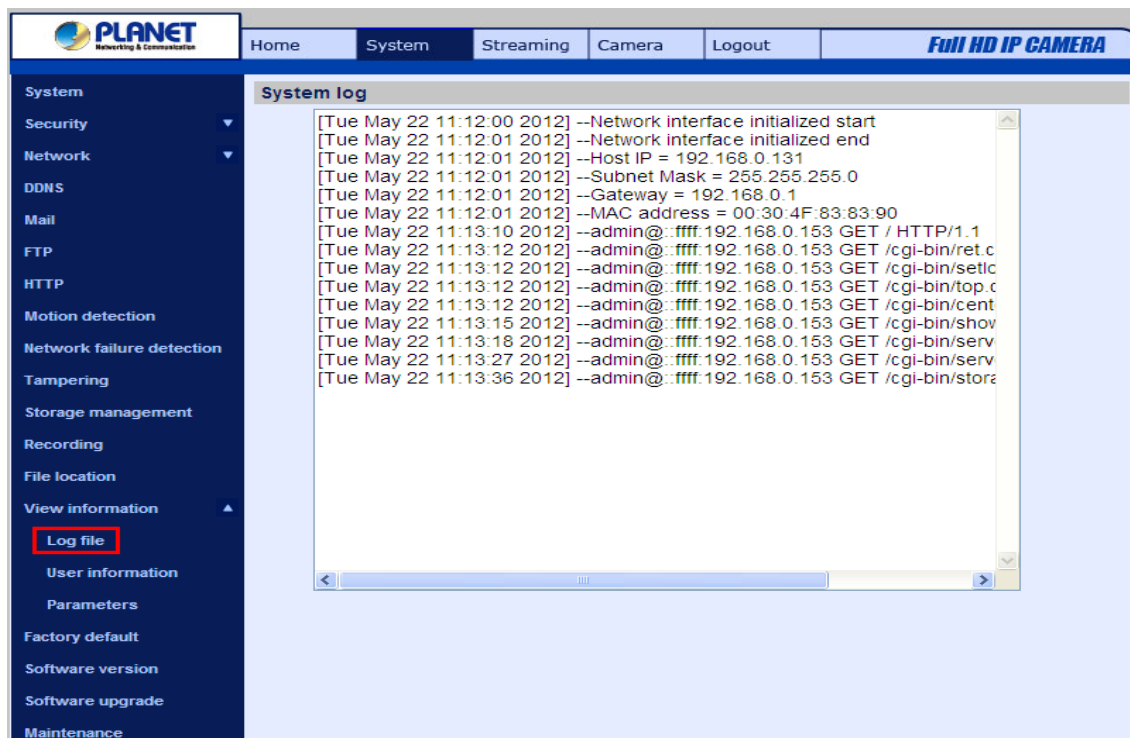 PLANET
Networking & Communication
Home System Streaming Camera Logout Full HD IP CAMERA
System
Security
Network
DDNS
Mail
FTP
HTTP
Motion detection
Network failure detection
Tampering
Storage management
Recording
File location
View information
Log file
User information
Parameters
Factory default
Software version
Software upgrade
Maintenance
System log
[Tue May 22 11:12:00 2012] --Network interface initialized start
[Tue May 22 11:12:01 2012] --Network interface initialized end
[Tue May 22 11:12:01 2012] --Host IP = 192.168.0.131
[Tue May 22 11:12:01 2012] --Subnet Mask = 255.255.255.0
[Tue May 22 11:12:01 2012] --Gateway = 192.168.0.1
[Tue May 22 11:12:01 2012] --MAC address = 00:30:4F:83:83:90
[Tue May 22 11:13:10 2012] --admin@::ffff:192.168.0.153 GET / HTTP/1.1
[Tue May 22 11:13:12 2012] --admin@::ffff:192.168.0.153 GET /cgi-bin/ret.c
[Tue May 22 11:13:12 2012] --admin@::ffff:192.168.0.153 GET /cgi-bin/setlo
[Tue May 22 11:13:12 2012] --admin@::ffff:192.168.0.153 GET /cgi-bin/top.c
[Tue May 22 11:13:12 2012] --admin@::ffff:192.168.0.153 GET /cgi-bin/cent
[Tue May 22 11:13:15 2012] --admin@::ffff:192.168.0.153 GET /cgi-bin/show
[Tue May 22 11:13:18 2012] --admin@::ffff:192.168.0.153 GET /cgi-bin/serv
[Tue May 22 11:13:27 2012] --admin@::ffff:192.168.0.153 GET /cgi-bin/serv
[Tue May 22 11:13:36 2012] --admin@::ffff:192.168.0.153 GET /cgi-bin/stora